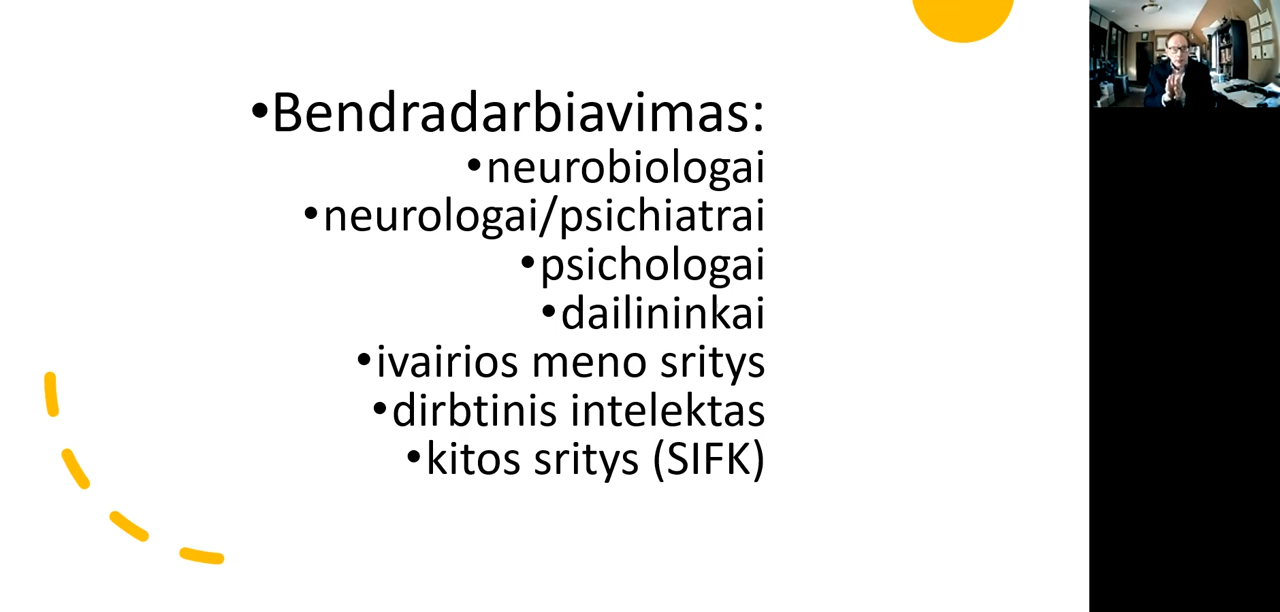 •Bendradarbiavimas:
•neurobiologai
•neurologai/psichiatrai
•psichologai
•dailininkai
•ivairios meno sritys
•dirbtinis intelektas
•kitos sritys (SIFK)